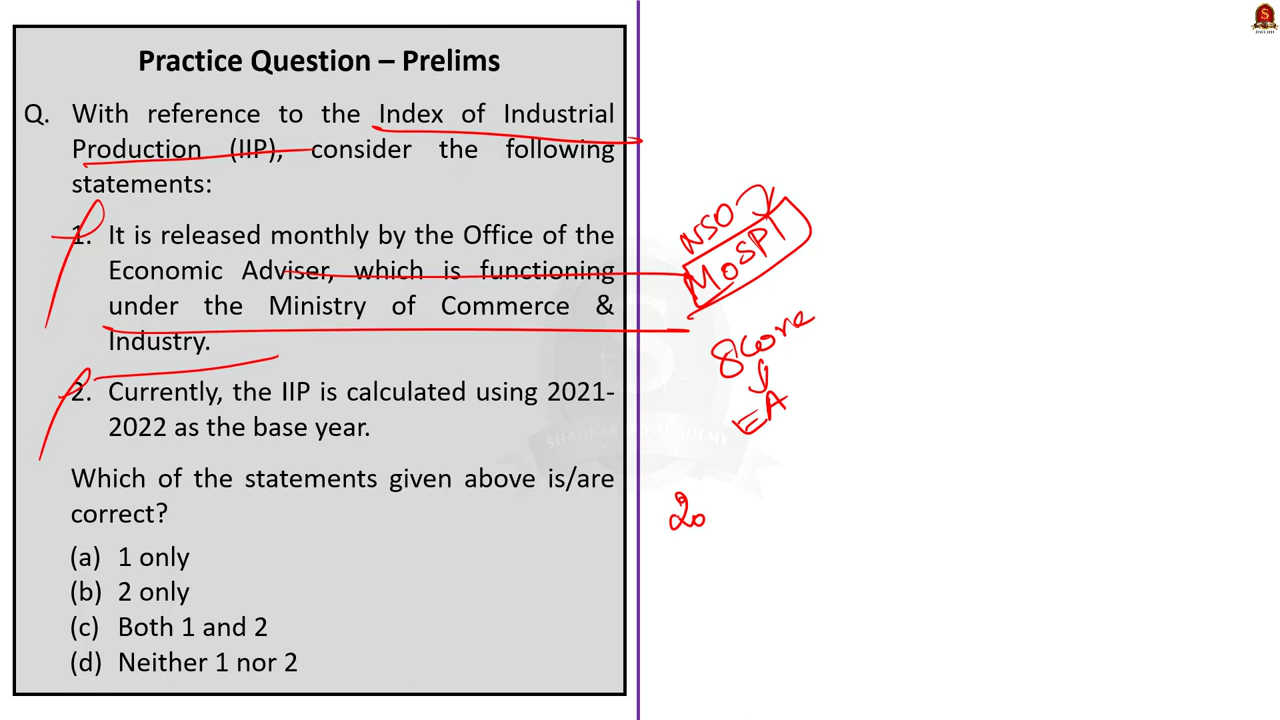 Practice Question – Prelims
Q. With reference to the Index of Industrial
Production (IIP), consider the following
statements:
1. It is released monthly by the Office of the
Economic Adviser, which is functioning
under the Ministry of Commerce &
Industry.
2. Currently, the IIP is calculated using 2021-
2022 as the base year.
Which of the statements given above is/are
correct?
(a) 1 only
(b) 2 only
(c) Both 1 and 2
(d) Neither 1 nor 2
NSO
MOSPI
8 core
EA
20
SHANKAR IAS ACADEMY
S